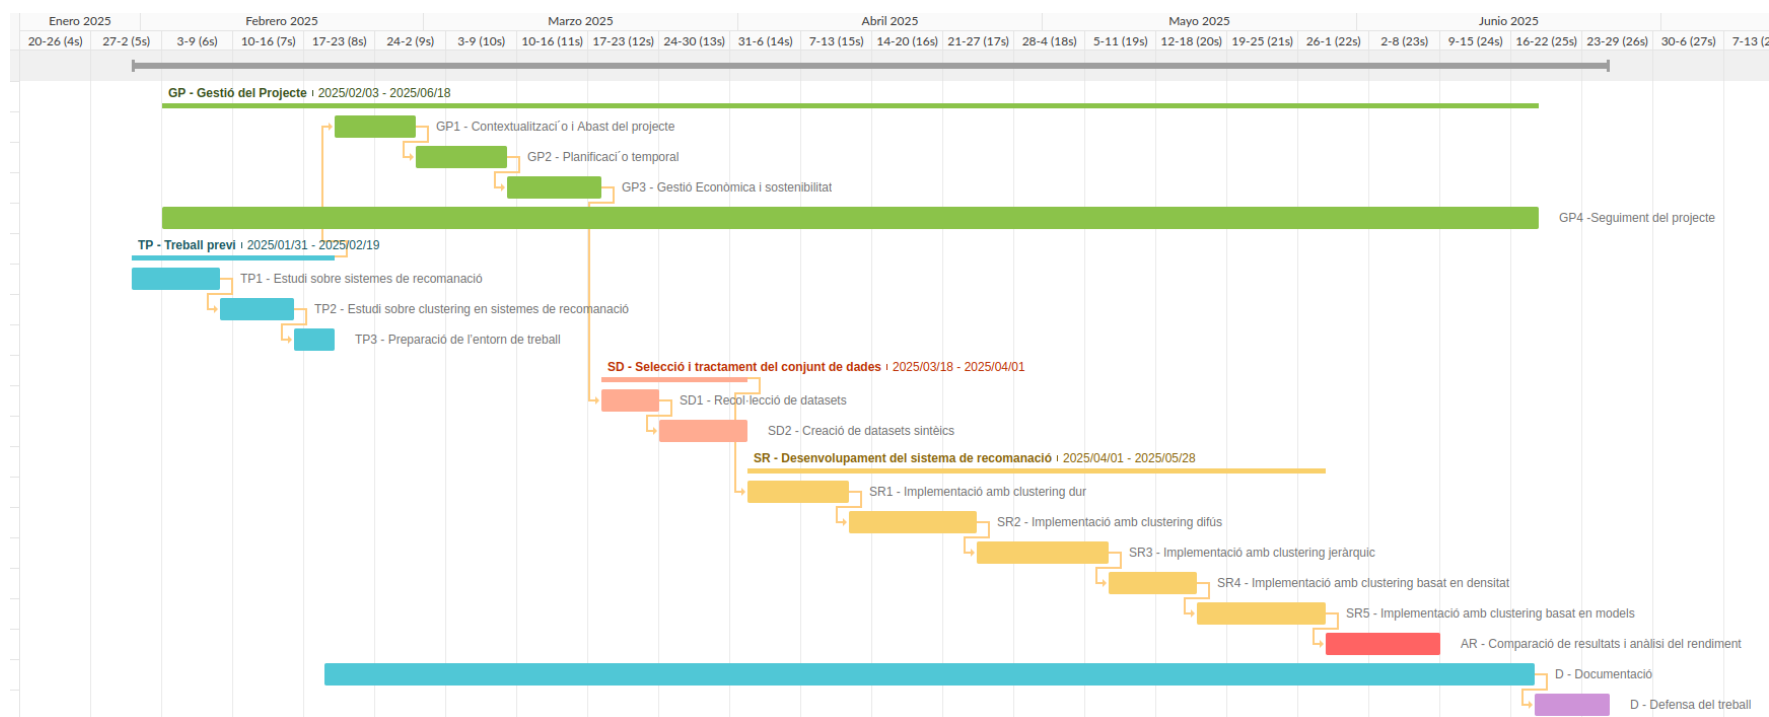 Enero 2025 Febrero 2025 Marzo 2025 Abril 2025 Mayo 2025 Junio 2025
20-26 (4s) 27-2 (5s) 3-9 (6s) 10-16 (7s) 17-23 (8s) 24-2 (9s) 3-9 (10s) 10-16 (11s) 17-23 (12s) 24-30 (13s) 31-6 (14s) 7-13 (15s) 14-20 (16s) 21-27 (17s) 28-4 (18s) 5-11 (19s) 12-18 (20s) 19-25 (21s) 26-1 (22s) 2-8 (23s) 9-15 (24s) 16-22 (25s) 23-29 (26s) 30-6 (27s) 7-13 (2
GP - Gestió del Projecte 2025/02/03 - 2025/06/18
GP1 - Contextualitzaci´o i Abast del projecte
GP2 - Planificaci´o temporal
GP3 - Gestió Econòmica i sostenibilitat
GP4 -Seguiment del projecte
TP - Treball previ 2025/01/31 - 2025/02/19
TP1 - Estudi sobre sistemes de recomanació
TP2 - Estudi sobre clustering en sistemes de recomanació
TP3 - Preparació de l'entorn de treball
SD - Selecció i tractament del conjunt de dades 2025/03/18 - 2025/04/01
SD1 - Recol·lecció de datasets
SD2 - Creació de datasets sintèics
SR - Desenvolupament del sistema de recomanació 2025/04/01 - 2025/05/28
SR1 - Implementació amb clustering dur
SR2 - Implementació amb clustering difús
SR3 - Implementació amb clustering jeràrquic
SR4 - Implementació amb clustering basat en densitat
SR5 - Implementació amb clustering basat en models
AR - Comparació de resultats i anàlisi del rendiment
D - Documentació
D - Defensa del treball